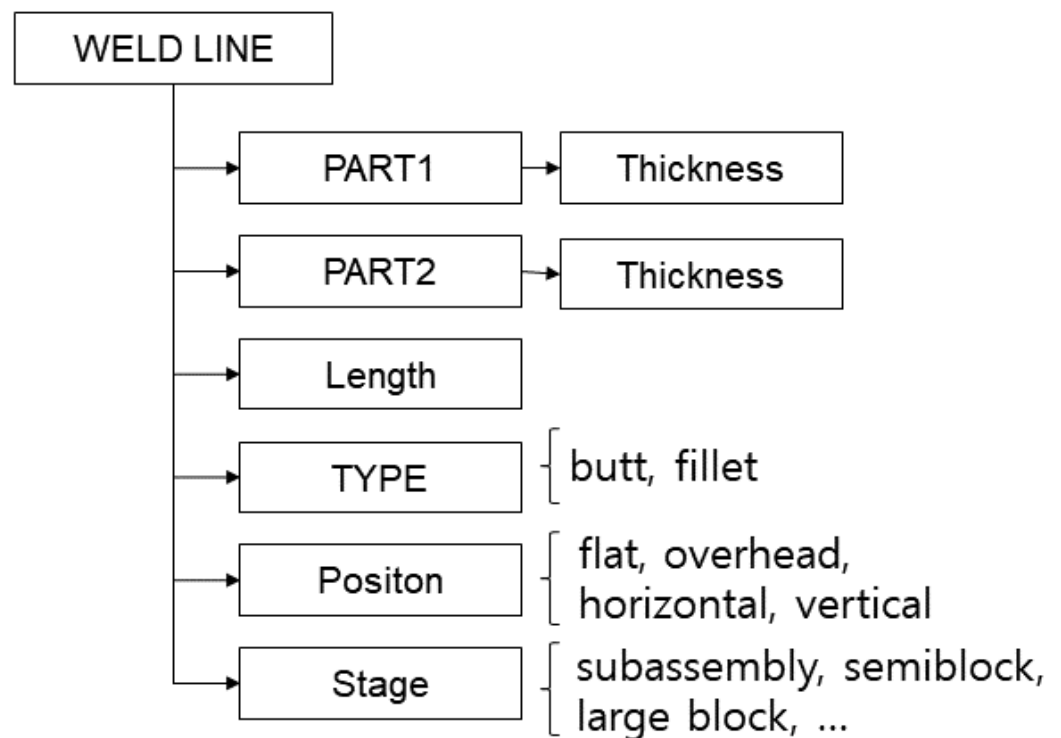 WELD LINE
PART1
Thickness
PART2
Thickness
Length
TYPE
butt, fillet
Positon
flat, overhead,
horizontal, vertical
Stage
subassembly, semiblock,
large block, ...